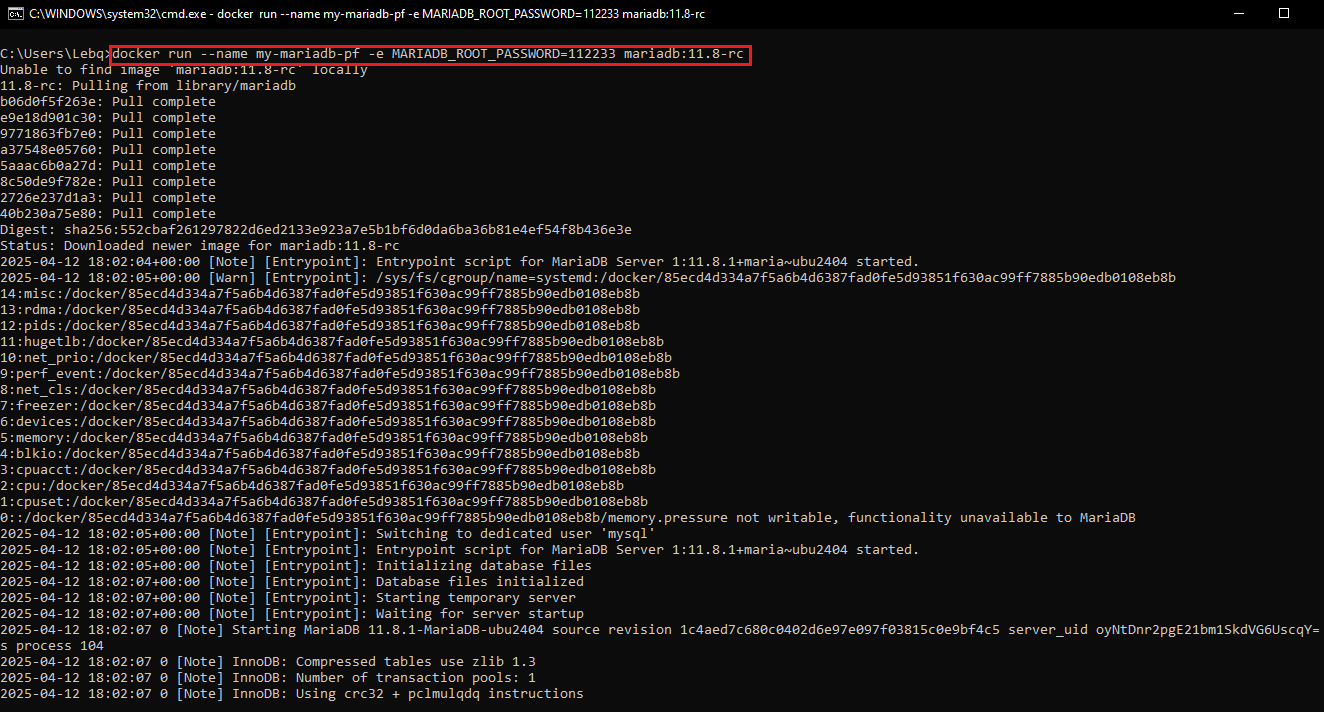 C:\WINDOWS\system32\cmd.exe - docker run --name my-mariadb-pf -e MARIADB_ROOT_PASSWORD=112233 mariadb:11.8-rc
C:\Users\Lebq>docker run --name my-mariadb-pf -e MARIADB_ROOT_PASSWORD=112233 mariadb:11.8-rc
Unable to find image 'mariadb:11.8-rc' locally
11.8-rc: Pulling from library/mariadb
b06d0f5f263e: Pull complete
e9e18d901c30: Pull complete
9771863fb7e0: Pull complete
a37548e05760: Pull complete
5aaac6b0a27d: Pull complete
8c50de9f782e: Pull complete
2726e237d1a3: Pull complete
40b230a75e80: Pull complete
Digest: sha256:552cbaf261297822d6ed2133e923a7e5b1bf6d0da6ba36b81e4ef54f8b436e3e
Status: Downloaded newer image for mariadb:11.8-rc
2025-04-12 18:02:04+00:00 [Note] [Entrypoint]: Entrypoint script for MariaDB Server 1:11.8.1+maria~ubu2404 started.
2025-04-12 18:02:05+00:00 [Warn] [Entrypoint]: /sys/fs/cgroup/name=systemd:/docker/85ecd4d334a7f5a6b4d6387fad0fe5d93851f630ac99ff7885b90edb0108eb8b
14:misc:/docker/85ecd4d334a7f5a6b4d6387fad0fe5d93851f630ac99ff7885b90edb0108eb8b
13:rdma:/docker/85ecd4d334a7f5a6b4d6387fad0fe5d93851f630ac99ff7885b90edb0108eb8b
12:pids:/docker/85ecd4d334a7f5a6b4d6387fad0fe5d93851f630ac99ff7885b90edb0108eb8b
11:hugetlb:/docker/85ecd4d334a7f5a6b4d6387fad0fe5d93851f630ac99ff7885b90edb0108eb8b
10:net_prio:/docker/85ecd4d334a7f5a6b4d6387fad0fe5d93851f630ac99ff7885b90edb0108eb8b
9:perf_event:/docker/85ecd4d334a7f5a6b4d6387fad0fe5d93851f630ac99ff7885b90edb0108eb8b
8:net_cls:/docker/85ecd4d334a7f5a6b4d6387fad0fe5d93851f630ac99ff7885b90edb0108eb8b
7:freezer:/docker/85ecd4d334a7f5a6b4d6387fad0fe5d93851f630ac99ff7885b90edb0108eb8b
6:devices:/docker/85ecd4d334a7f5a6b4d6387fad0fe5d93851f630ac99ff7885b90edb0108eb8b
5:memory:/docker/85ecd4d334a7f5a6b4d6387fad0fe5d93851f630ac99ff7885b90edb0108eb8b
4:blkio:/docker/85ecd4d334a7f5a6b4d6387fad0fe5d93851f630ac99ff7885b90edb0108eb8b
3:cpuacct:/docker/85ecd4d334a7f5a6b4d6387fad0fe5d93851f630ac99ff7885b90edb0108eb8b
2:cpu:/docker/85ecd4d334a7f5a6b4d6387fad0fe5d93851f630ac99ff7885b90edb0108eb8b
1:cpuset:/docker/85ecd4d334a7f5a6b4d6387fad0fe5d93851f630ac99ff7885b90edb0108eb8b
0::/docker/85ecd4d334a7f5a6b4d6387fad0fe5d93851f630ac99ff7885b90edb0108eb8b/memory.pressure not writable, functionality unavailable to MariaDB
2025-04-12 18:02:05+00:00 [Note] [Entrypoint]: Switching to dedicated user 'mysql'
2025-04-12 18:02:05+00:00 [Note] [Entrypoint]: Entrypoint script for MariaDB Server 1:11.8.1+maria~ubu2404 started.
2025-04-12 18:02:05+00:00 [Note] [Entrypoint]: Initializing database files
2025-04-12 18:02:07+00:00 [Note] [Entrypoint]: Database files initialized
2025-04-12 18:02:07+00:00 [Note] [Entrypoint]: Starting temporary server
2025-04-12 18:02:07+00:00 [Note] [Entrypoint]: Waiting for server startup
2025-04-12 18:02:07 0 [Note] Starting MariaDB 11.8.1-MariaDB-ubu2404 source revision 1c4aed7c680c0402d6e97e097f03815c0e9bf4c5 server_uid oyNtDnr2pgE21bm1SkdVG6UscqY=
s process 104
2025-04-12 18:02:07 0 [Note] InnoDB: Compressed tables use zlib 1.3
2025-04-12 18:02:07 0 [Note] InnoDB: Number of transaction pools: 1
2025-04-12 18:02:07 0 [Note] InnoDB: Using crc32 + pclmulqdq instructions